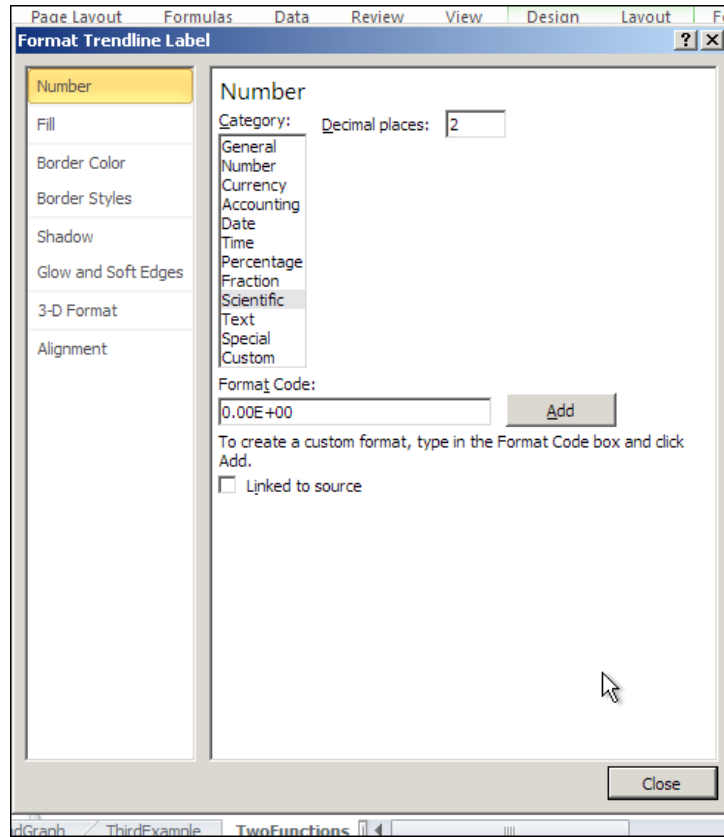 Page Layout Formulas Data Review View Design Layout
Format Trendline Label ? X
Number
Fill
Border Color
Border Styles
Shadow
Glow and Soft Edges
3-D Format
Alignment
Number
Category: Decimal places: 2
General
Number
Currency
Accounting
Date
Time
Percentage
Fraction
Scientific
Text
Special
Custom
Format Code:
0.00E+00 Add
To create a custom format, type in the Format Code box and click
Add.
Linked to source
Close
dGraph ThirdExample TwoFunctions